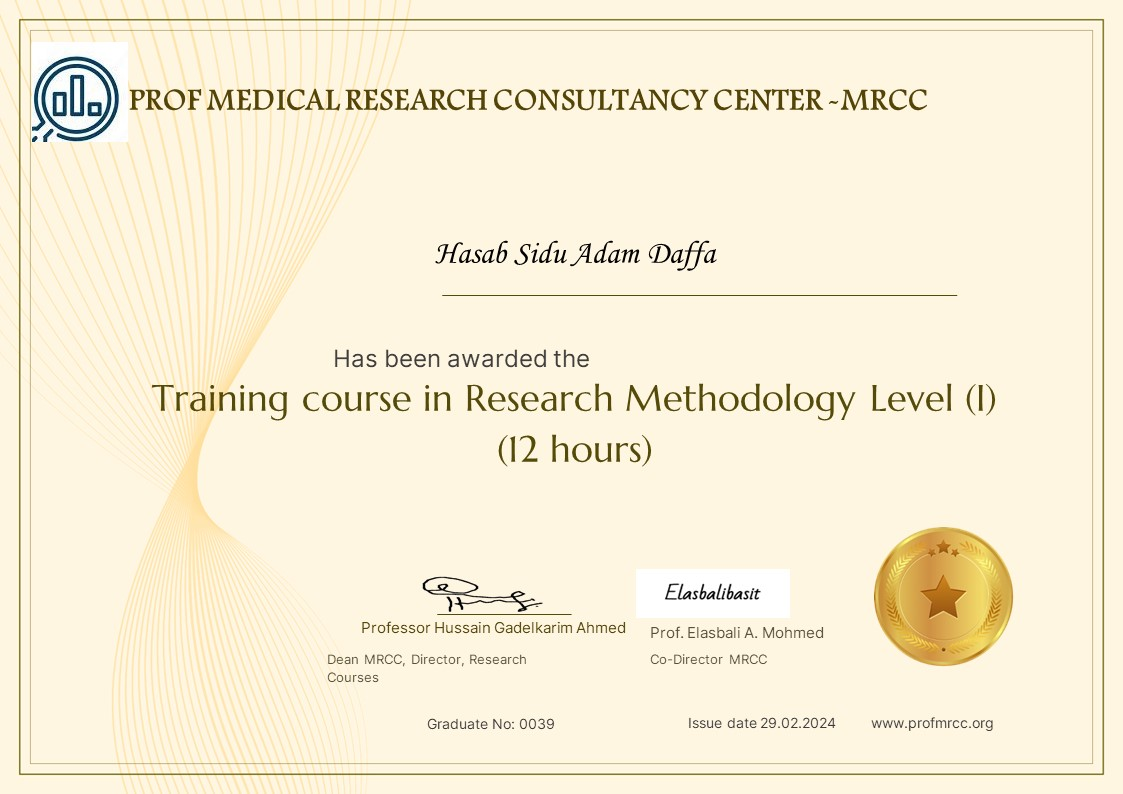 PROF MEDICAL RESEARCH CONSULTANCY CENTER ~MRCC
Hasab Sidu Adam Daffa
Has been awarded the
Training course in Research Methodology Level (I)
(12 hours)
Elasbalibasit
Professor Hussain Gadelkarim Ahmed
Prof. Elasbali A. Mohmed
Dean MRCC, Director, Research
Courses
Co-Director MRCC
Graduate No: 0039
Issue date 29.02.2024
www.profmrcc.org